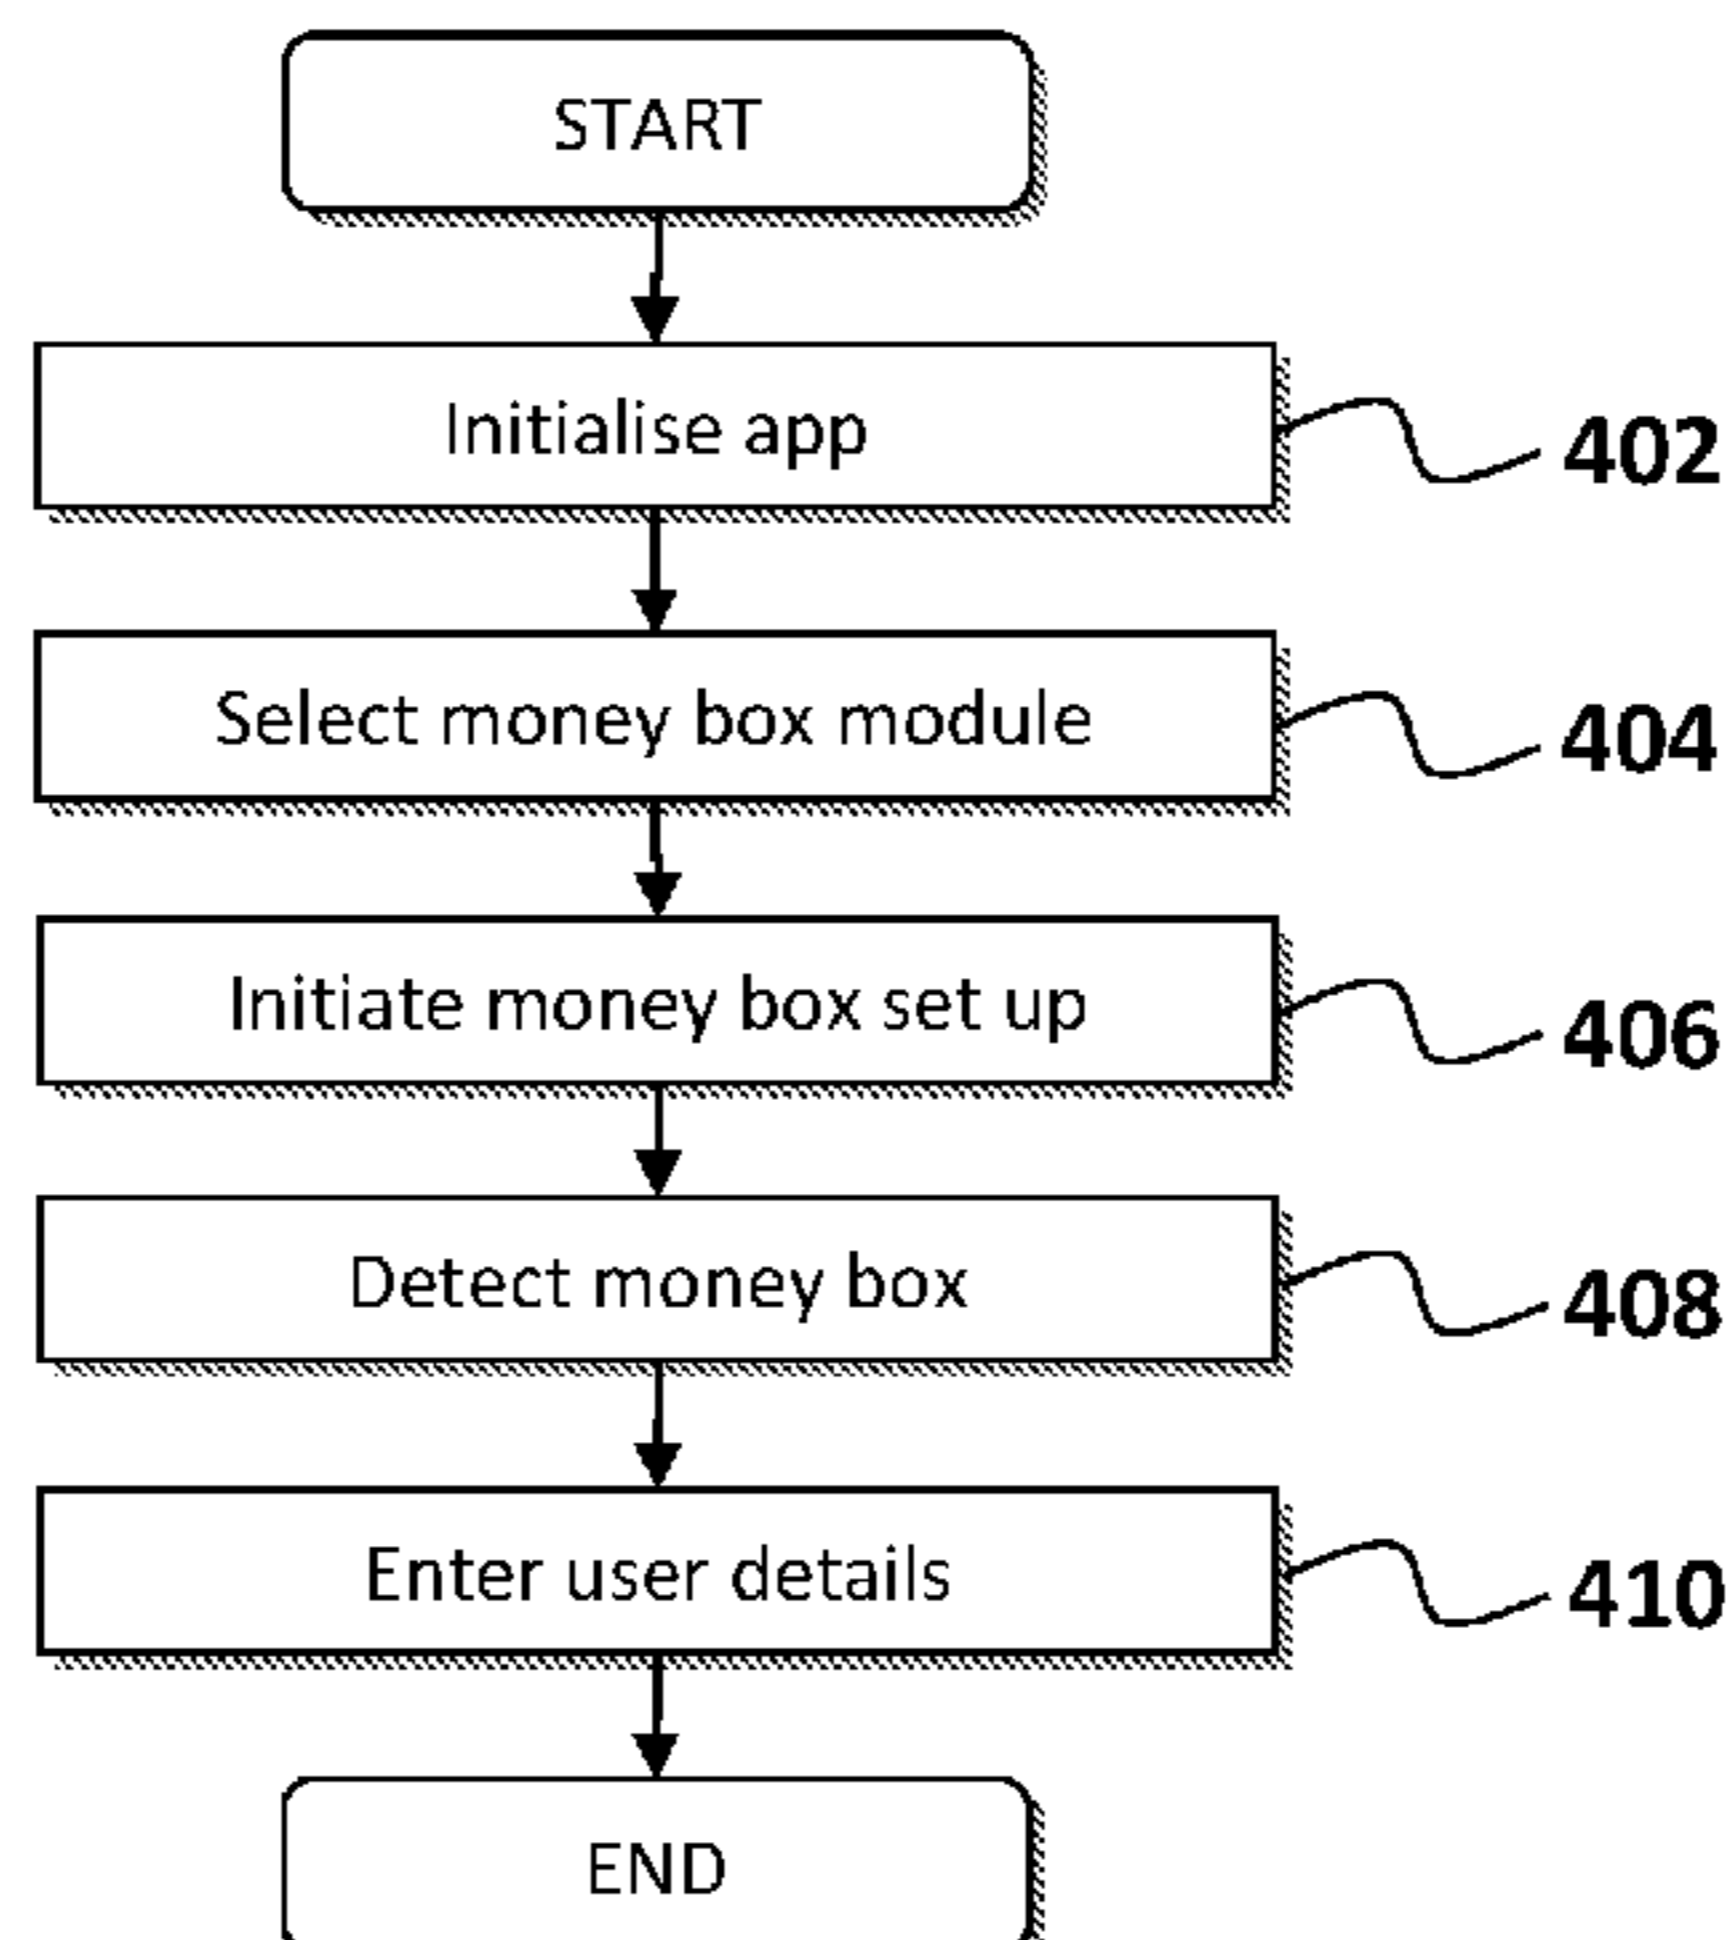 START
Initialise app
402
Select money box module
404
Initiate money box set up
406
Detect money box
408
Enter user details
410
END